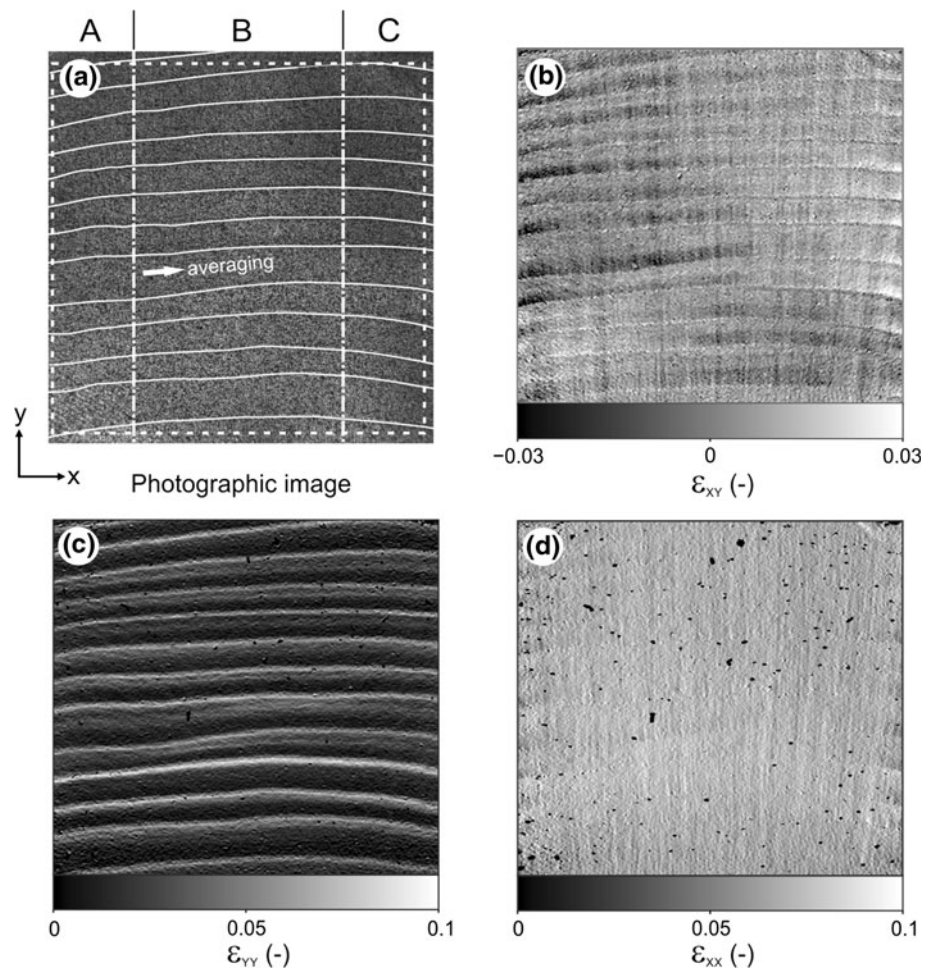 A B C
(a)
averaging
y
x
Photographic image
(b)
−0.03 0 0.03
εXY (-)
(c)
0 0.05 0.1
εYY (-)
(d)
0 0.05 0.1
εXX (-)